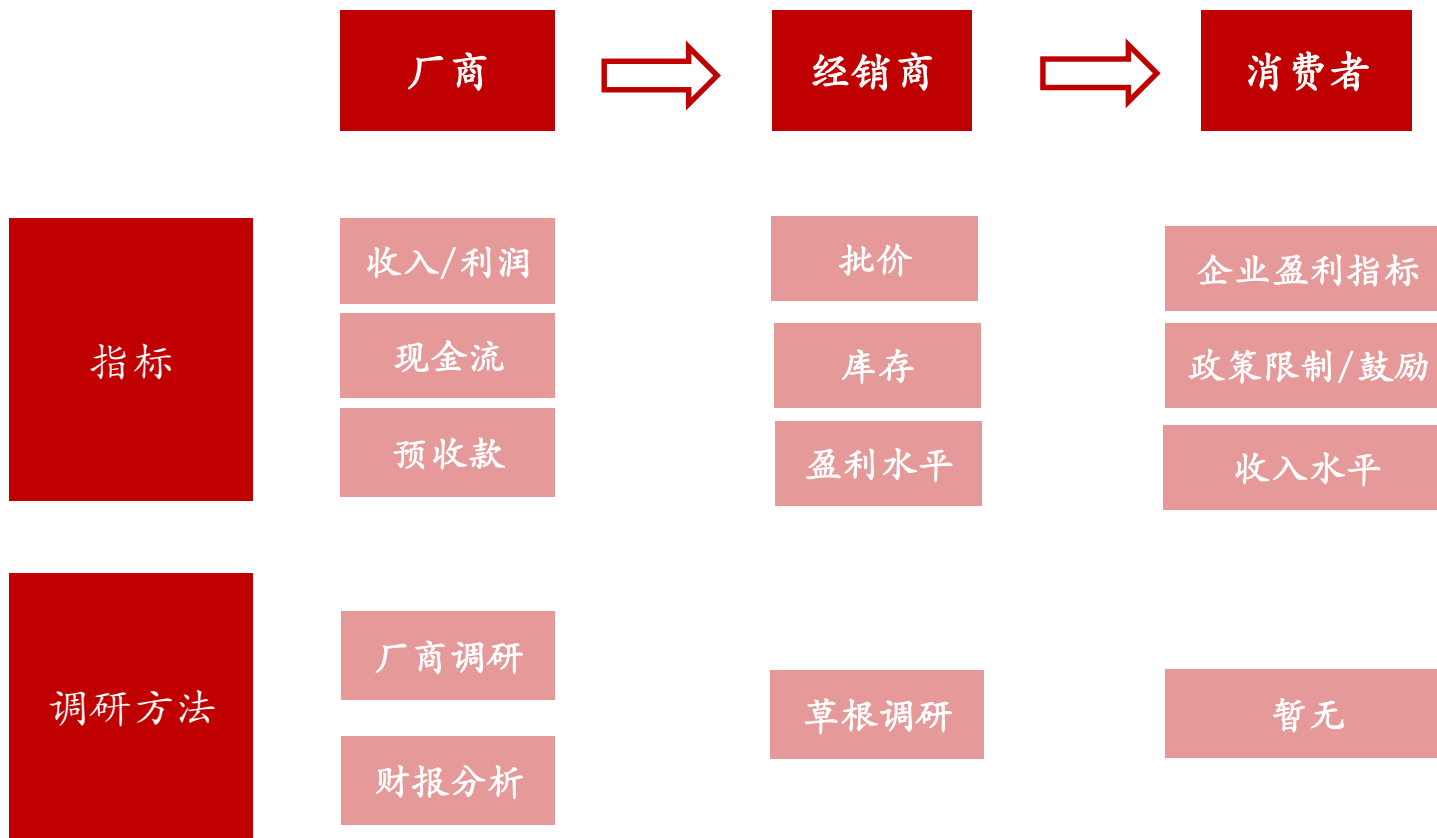 厂商
经销商
消费者
指标
收入/利润
批价
企业盈利指标
现金流
库存
政策限制/鼓励
预收款
盈利水平
收入水平
调研方法
厂商调研
财报分析
草根调研
暂无